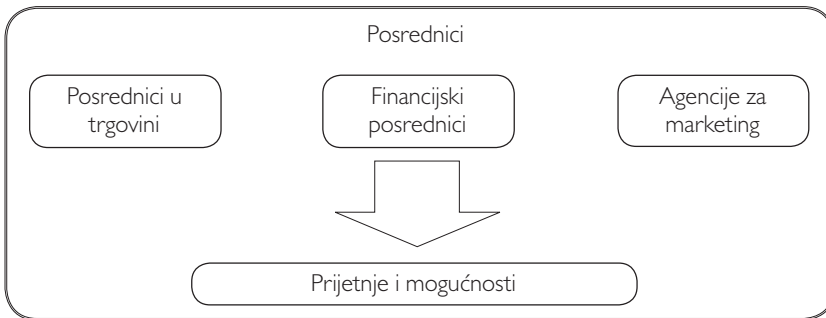 Posrednici
Posrednici u
trgovini
Financijski
posrednici
Agencije za
marketing
Prijetnje i mogućnosti